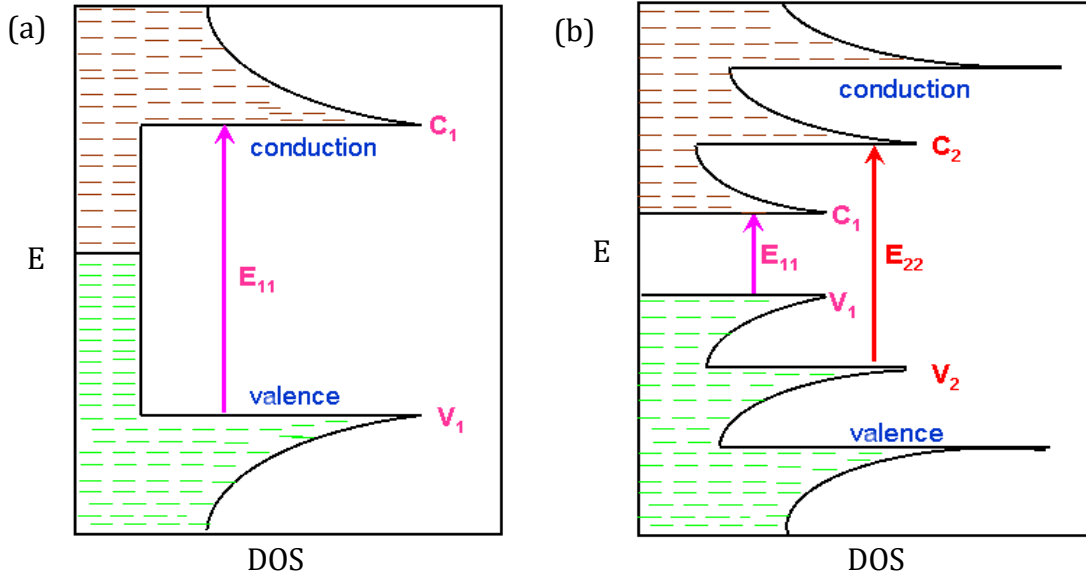 (a)
C₁
conduction
E
E₁₁
valence
V₁
DOS
(b)
conduction
C₂
C₁
E
E₁₁
E₂₂
V₁
V₂
valence
DOS